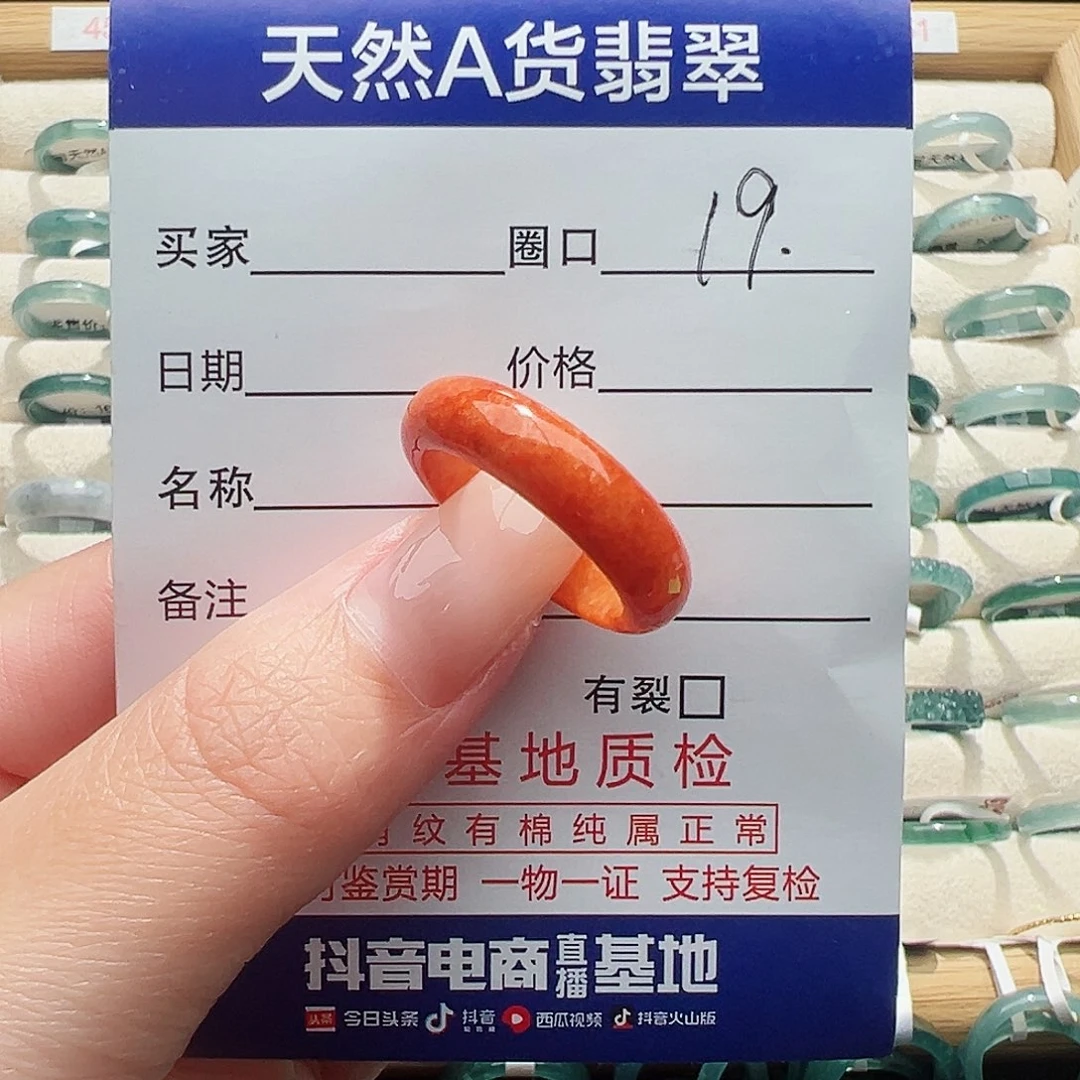 天然A货翡翠
买家 圈口 19.
日期 价格
名称
备注
有裂
基地质检
纹有棉纯属正常
鉴赏期 一物一证 支持复检
抖音电商直播基地
头条 今日头条 抖音 西瓜视频 抖音火山版